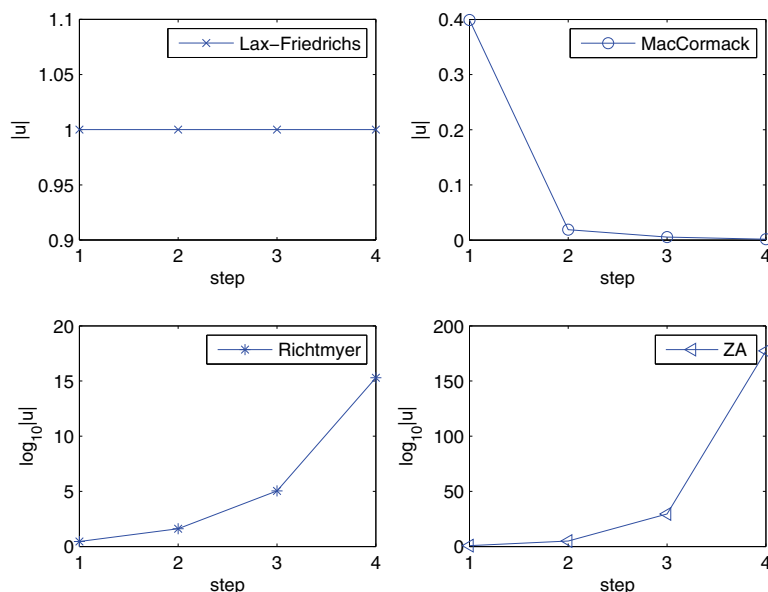 1.1
1.05
1
0.95
0.9
|u|
Lax−Friedrichs
1 2 3 4
step
0.4
0.3
0.2
0.1
0
|u|
MacCormack
1 2 3 4
step
20
15
10
5
0
log10|u|
Richtmyer
1 2 3 4
step
200
150
100
50
0
log10|u|
ZA
1 2 3 4
step